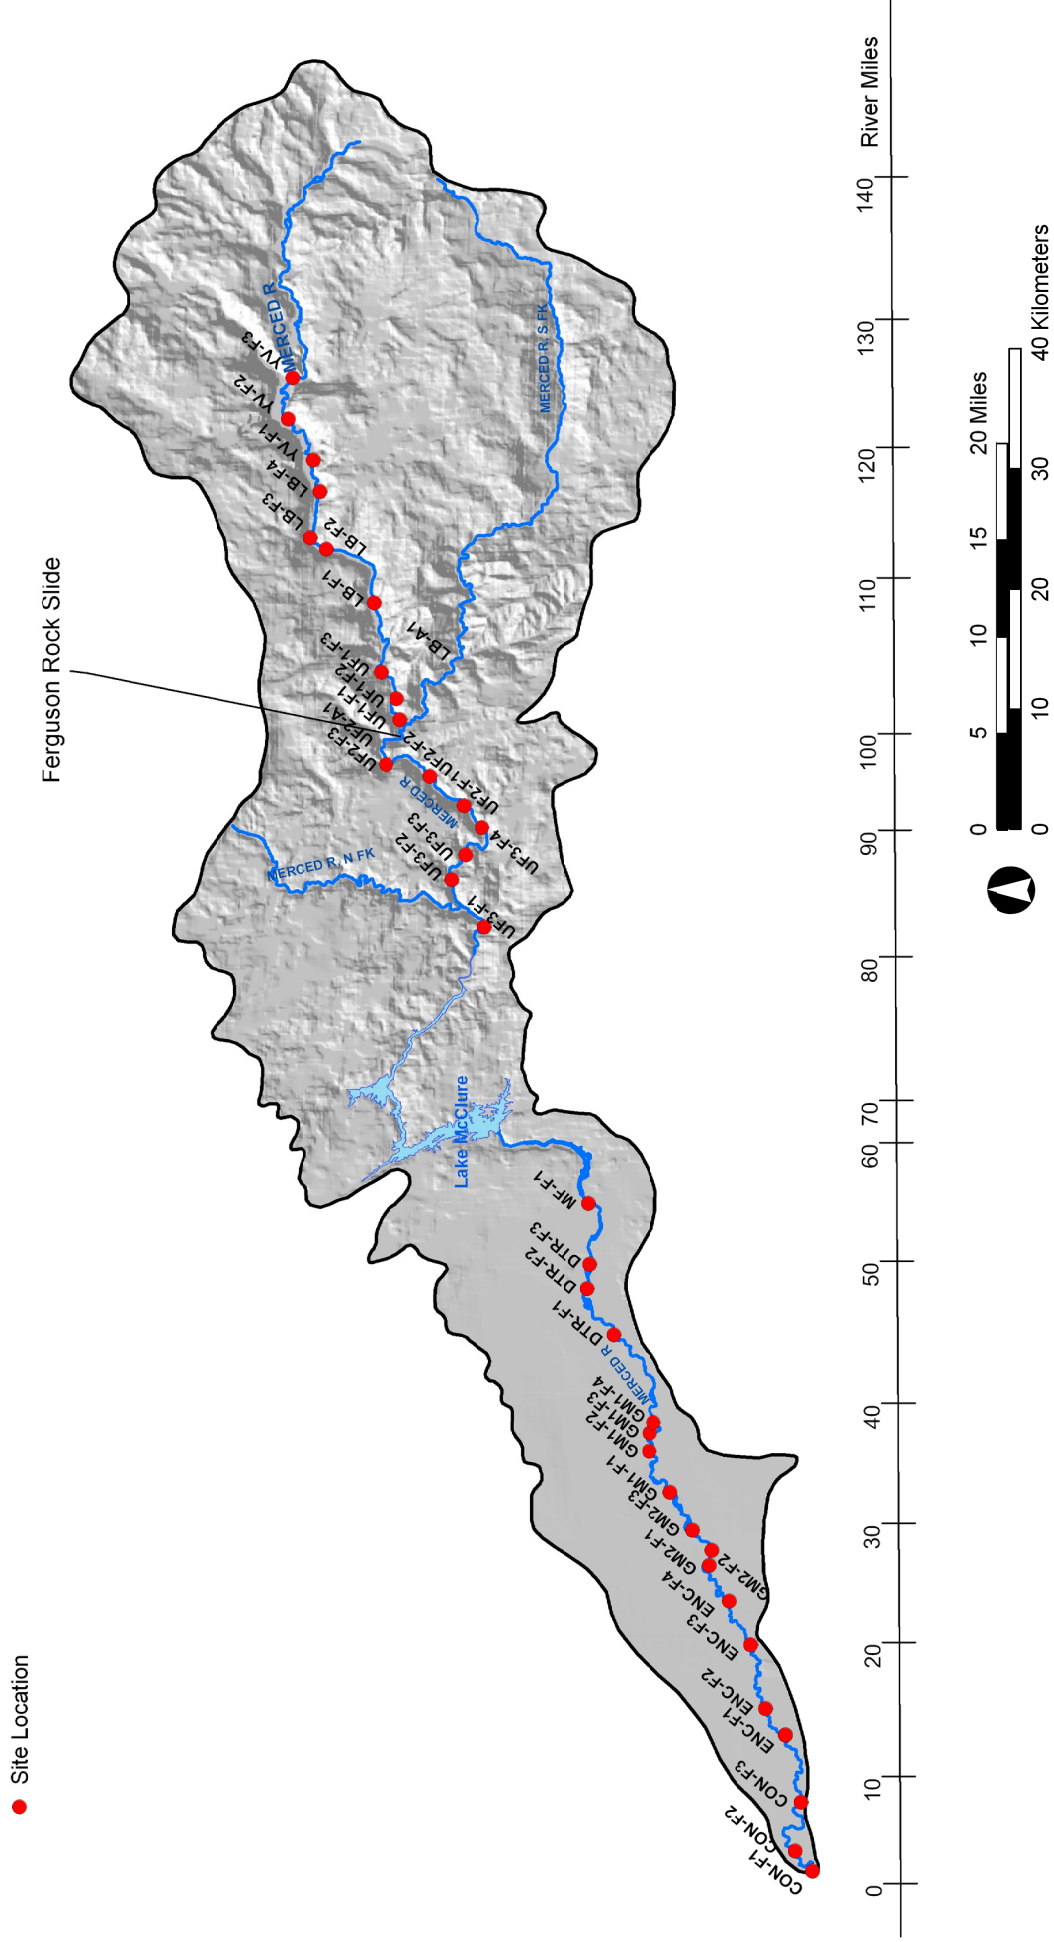 Site Location
Ferguson Rock Slide
MERCED R
MERCED R, S FK
MERCED R, N FK
MERCED R
Lake McClure
MERCED R
CON-F1
CON-F2
CON-F3
ENC-F1
ENC-F2
ENC-F3
ENC-F4
GM2-F1
GM2-F2
GM2-F3
GM1-F1
GM1-F2
GM1-F3
GM1-F4
DTR-F1
DTR-F2
DTR-F3
MF-F1
UF3-F1
UF3-F2
UF3-F3
UF3-F4
UF2-F1
UF2-F2
UF2-F3
UF2-A1
UF1-F1
UF1-F2
UF1-F3
LB-A1
LB-F1
LB-F2
LB-F3
LB-F4
YV-F1
YV-F2
YV-F3
0 10 20 30 40 50 60 70 80 90 100 110 120 130 140 River Miles
0 5 10 15 20 Miles
0 10 20 30 40 Kilometers